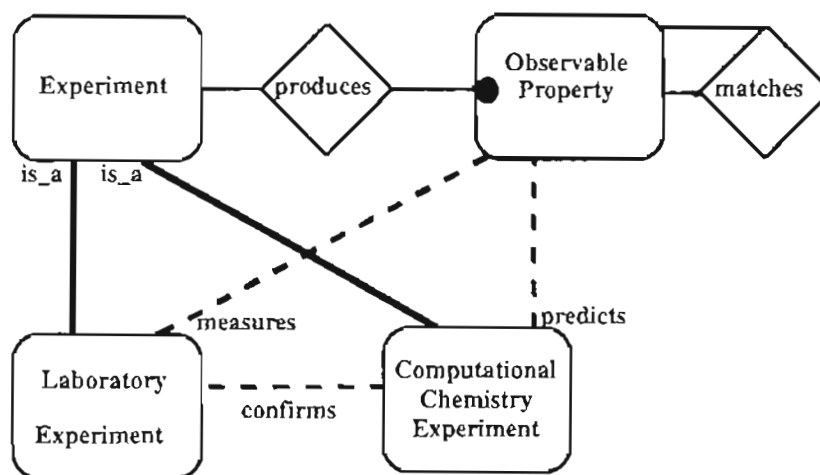 Experiment
produces
Observable
Property
matches
is_a
is_a
measures
predicts
Laboratory
Experiment
confirms
Computational
Chemistry
Experiment